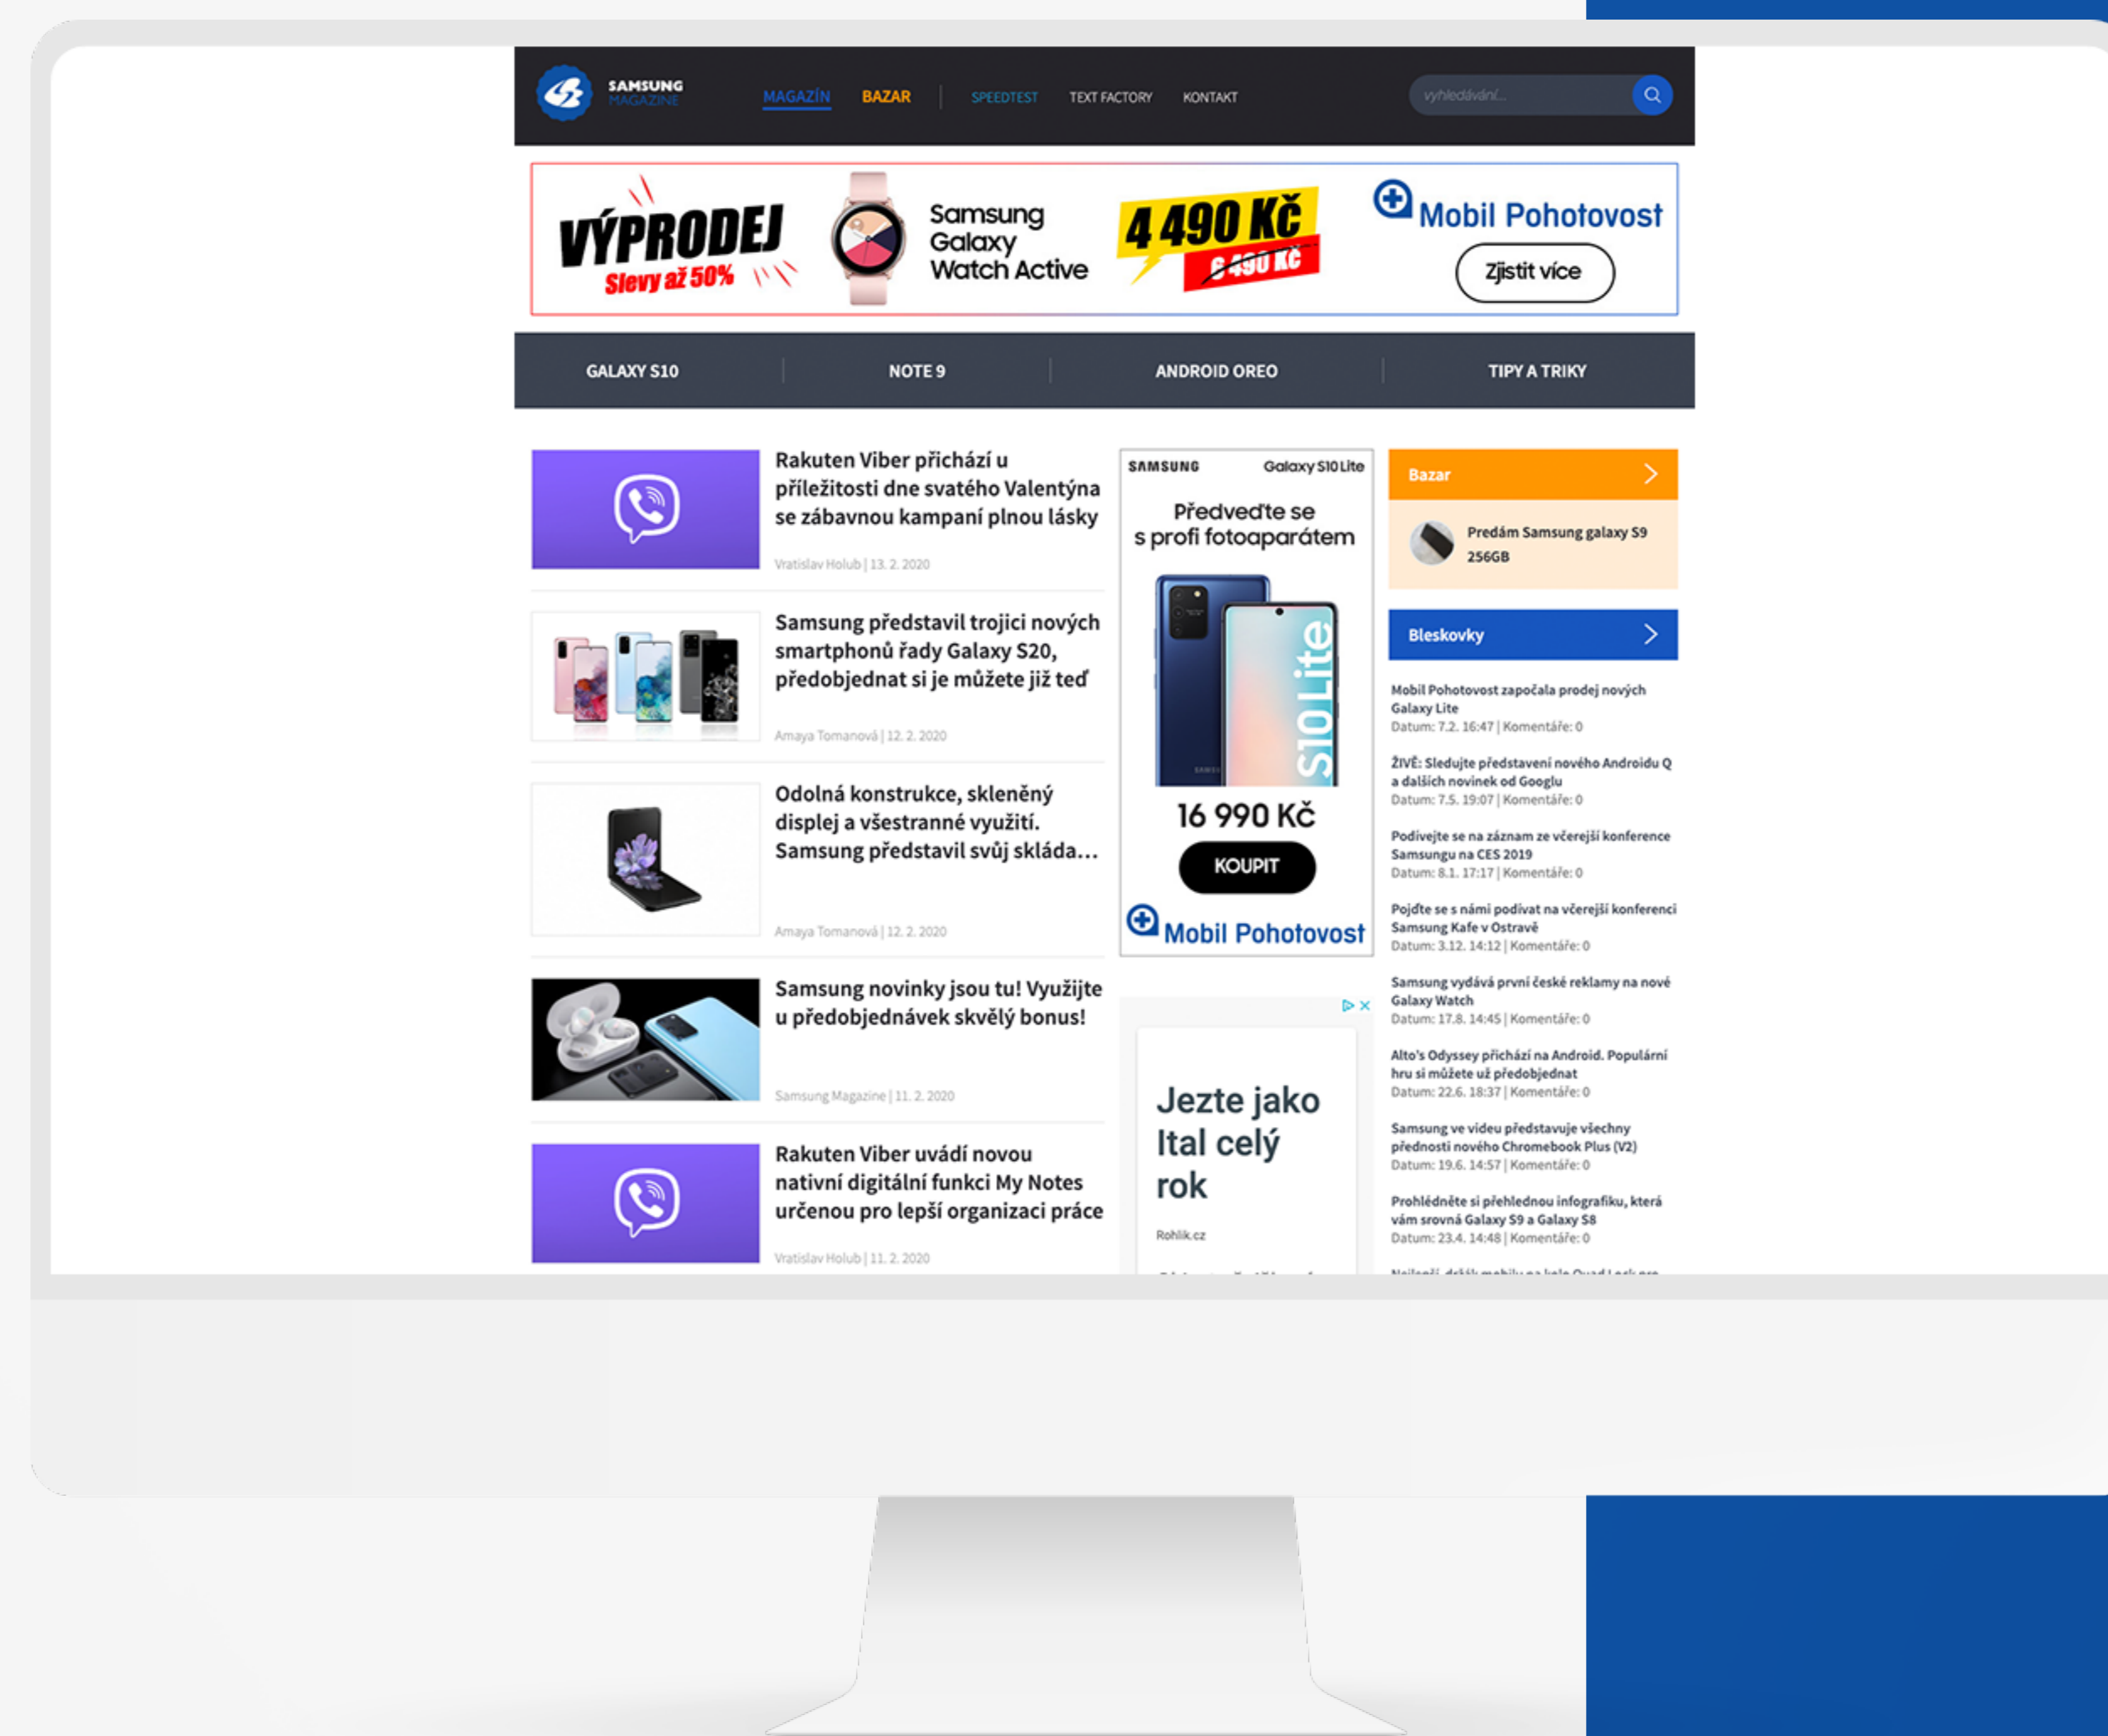 SAMSUNG
MAGAZINE
MAGAZÍN
BAZAR
SPEEDTEST
TEXT FACTORY
KONTAKT
vyhledávání...
VÝPRODEJ
Slevy až 50%
Samsung
Galaxy
Watch Active
4 490 Kč
6 490 Kč
Mobil Pohotovost
Zjistit více
GALAXY S10
NOTE 9
ANDROID OREO
TIPY A TRIKY
Rakuten Viber přichází u
příležitosti dne svatého Valentýna
se zábavnou kampaní plnou lásky
Vratislav Holub | 13. 2. 2020
Samsung představil trojici nových
smartphonů řady Galaxy S20,
předobjednat si je můžete již teď
Amaya Tomanová | 12. 2. 2020
Odolná konstrukce, skleněný
displej a všestranné využití.
Samsung představil svůj skláda...
Amaya Tomanová | 12. 2. 2020
Samsung novinky jsou tu! Využijte
u předobjednávek skvělý bonus!
Samsung Magazine | 11. 2. 2020
Rakuten Viber uvádí novou
nativní digitální funkci My Notes
určenou pro lepší organizaci práce
Vratislav Holub | 11. 2. 2020
SAMSUNG
Galaxy S10 Lite
Předveďte se
s profi fotoaparátem
S10 Lite
16 990 Kč
KOUPIT
Mobil Pohotovost
Jezte jako
Ital celý
rok
Rohlik.cz
Bazar
Predám Samsung galaxy S9
256GB
Bleskovky
Mobil Pohotovost započala prodej nových
Galaxy Lite
Datum: 7.2. 16:47 | Komentáře: 0
ŽIVĚ: Sledujte představení nového Androidu Q
a dalších novinek od Googlu
Datum: 7.5. 19:07 | Komentáře: 0
Podívejte se na záznam ze včerejší konference
Samsungu na CES 2019
Datum: 8.1. 17:17 | Komentáře: 0
Pojďte se s námi podívat na včerejší konferenci
Samsung Kafe v Ostravě
Datum: 3.12. 14:12 | Komentáře: 0
Samsung vydává první české reklamy na nové
Galaxy Watch
Datum: 17.8. 14:45 | Komentáře: 0
Alto's Odyssey přichází na Android. Populární
hru si můžete už předobjednat
Datum: 22.6. 18:37 | Komentáře: 0
Samsung ve videu představuje všechny
přednosti nového Chromebook Plus (V2)
Datum: 19.6. 14:57 | Komentáře: 0
Prohlédněte si přehlednou infografiku, která
vám srovná Galaxy S9 a Galaxy S8
Datum: 23.4. 14:48 | Komentáře: 0